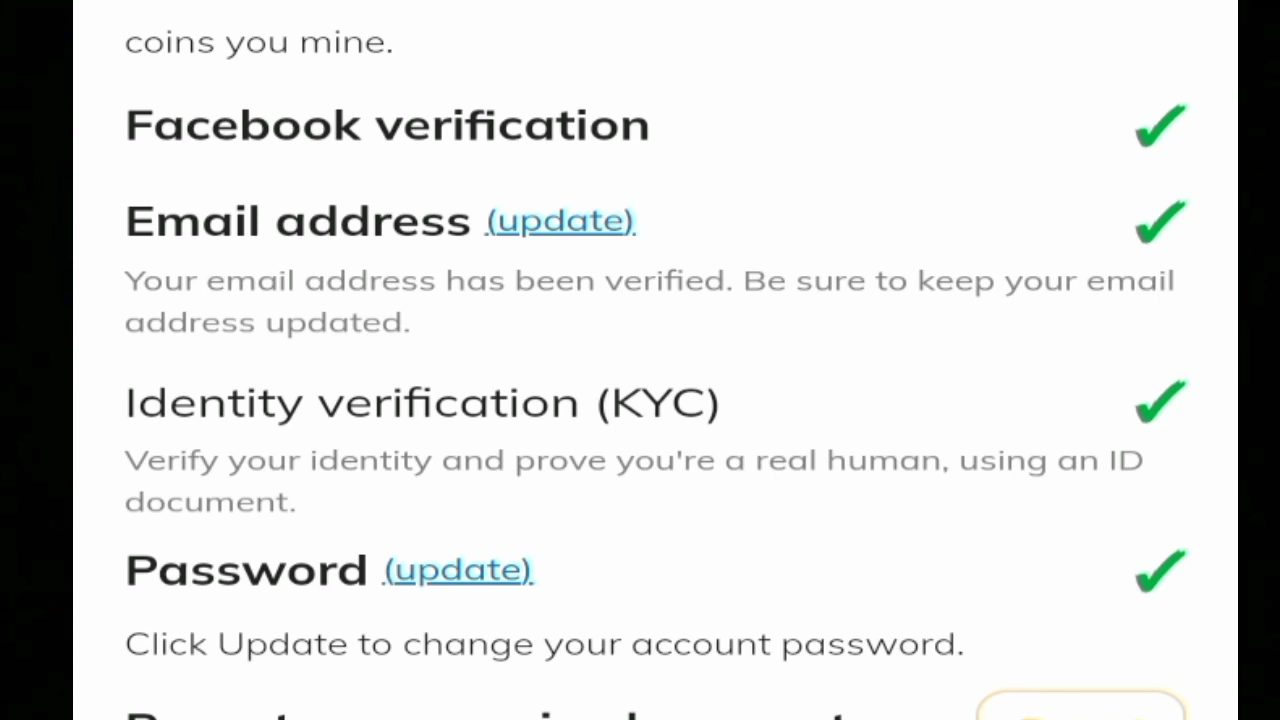 coins you mine.
Facebook verification
Email address (update)
Your email address has been verified. Be sure to keep your email
address updated.
Identity verification (KYC)
Verify your identity and prove you're a real human, using an ID
document.
Password (update)
Click Update to change your account password.